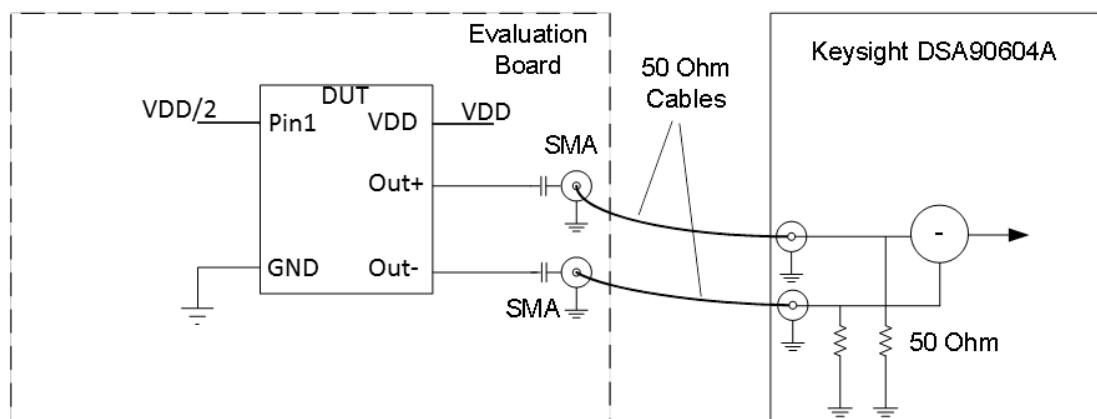 Evaluation
Board
Keysight DSA90604A
50 Ohm
Cables
DUT
VDD/2
Pin1
VDD
VDD
SMA
Out+
-
GND
Out-
SMA
50 Ohm